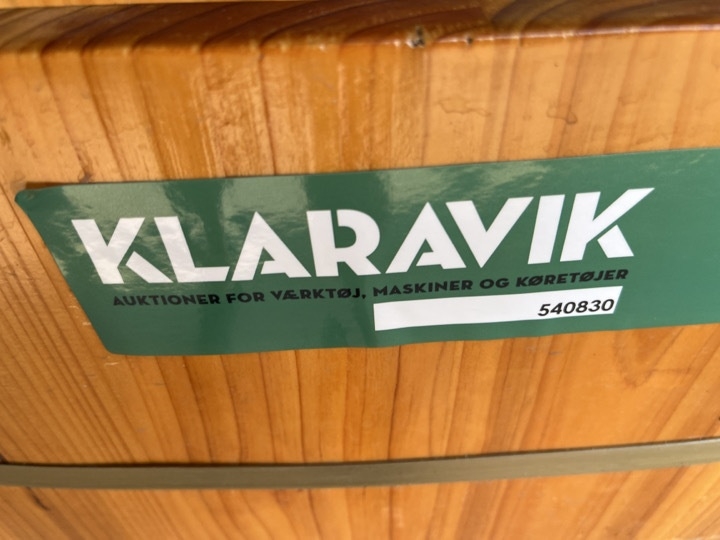 KLARAVIK
AUKTIONER FOR VÆRKTØJ, MASKINER OG KØRETØJER
540830